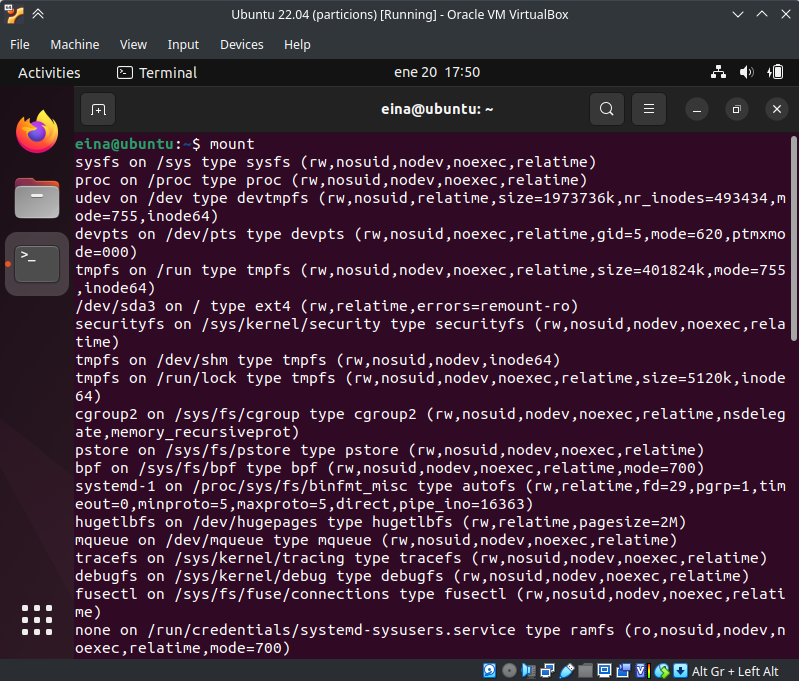 Ubuntu 22.04 (particions) [Running] - Oracle VM VirtualBox
File Machine View Input Devices Help
Activities Terminal ene 20 17:50
eina@ubuntu: ~
eina@ubuntu:~$ mount
sysfs on /sys type sysfs (rw,nosuid,nodev,noexec,relatime)
proc on /proc type proc (rw,nosuid,nodev,noexec,relatime)
udev on /dev type devtmpfs (rw,nosuid,relatime,size=1973736k,nr_inodes=493434,m
ode=755,inode64)
devpts on /dev/pts type devpts (rw,nosuid,noexec,relatime,gid=5,mode=620,ptmxmo
de=000)
tmpfs on /run type tmpfs (rw,nosuid,nodev,noexec,relatime,size=401824k,mode=755
,inode64)
/dev/sda3 on / type ext4 (rw,relatime,errors=remount-ro)
securityfs on /sys/kernel/security type securityfs (rw,nosuid,nodev,noexec,rela
time)
tmpfs on /dev/shm type tmpfs (rw,nosuid,nodev,inode64)
tmpfs on /run/lock type tmpfs (rw,nosuid,nodev,noexec,relatime,size=5120k,inode
64)
cgroup2 on /sys/fs/cgroup type cgroup2 (rw,nosuid,nodev,noexec,relatime,nsdeleg
ate,memory_recursiveprot)
pstore on /sys/fs/pstore type pstore (rw,nosuid,nodev,noexec,relatime)
bpf on /sys/fs/bpf type bpf (rw,nosuid,nodev,noexec,relatime,mode=700)
systemd-1 on /proc/sys/fs/binfmt_misc type autofs (rw,relatime,fd=29,pgrp=1,tim
eout=0,minproto=5,maxproto=5,direct,pipe_ino=16363)
hugetlbfs on /dev/hugepages type hugetlbfs (rw,relatime,pagesize=2M)
mqueue on /dev/mqueue type mqueue (rw,nosuid,nodev,noexec,relatime)
tracefs on /sys/kernel/tracing type tracefs (rw,nosuid,nodev,noexec,relatime)
debugfs on /sys/kernel/debug type debugfs (rw,nosuid,nodev,noexec,relatime)
fusectl on /sys/fs/fuse/connections type fusectl (rw,nosuid,nodev,noexec,relati
me)
none on /run/credentials/systemd-sysusers.service type ramfs (ro,nosuid,nodev,n
oexec,relatime,mode=700)
Alt Gr + Left Alt